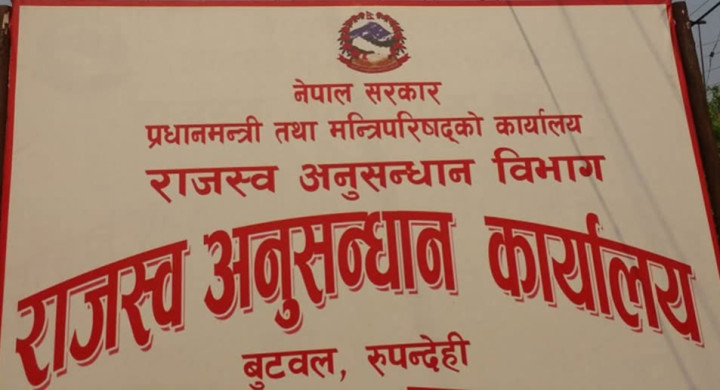 नेपाल सरकार
प्रधानमन्त्री तथा मन्त्रिपरिषद्को कार्यालय
राजस्व अनुसन्धान विभाग
राजस्व अनुसन्धान कार्यालय
बुटवल, रुपन्देही